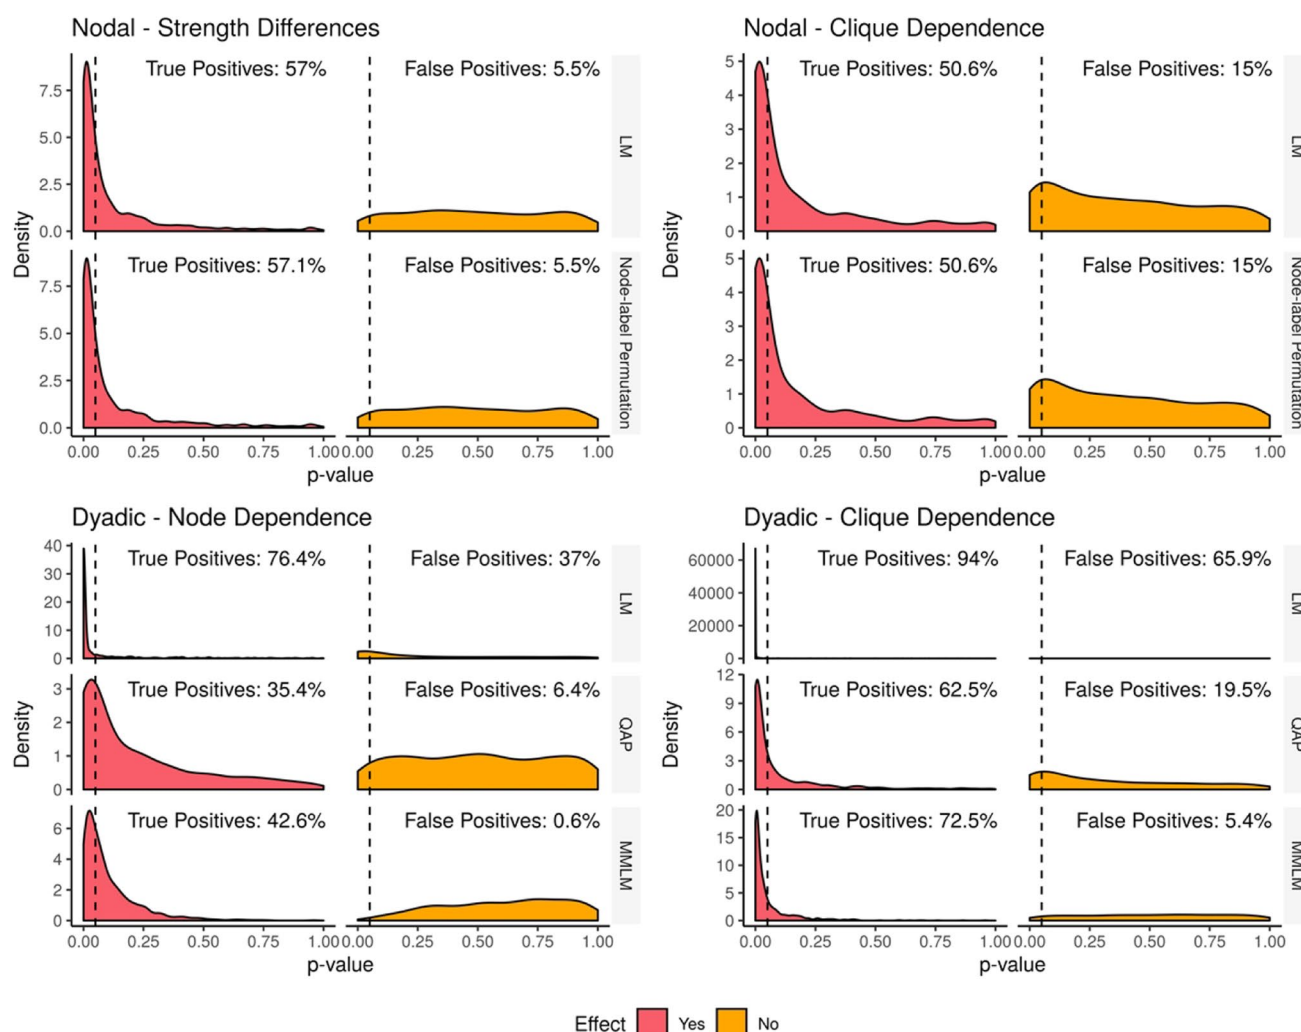 Nodal - Strength Differences
True Positives: 57%
False Positives: 5.5%
7.5
5.0
2.5
0.0
LM
Density
True Positives: 57.1%
False Positives: 5.5%
7.5
5.0
2.5
0.0
Node-label Permutation
0.00 0.25 0.50 0.75 1.00 0.00 0.25 0.50 0.75 1.00
p-value
Nodal - Clique Dependence
True Positives: 50.6%
False Positives: 15%
5
4
3
2
1
0
LM
Density
True Positives: 50.6%
False Positives: 15%
5
4
3
2
1
0
Node-label Permutation
0.00 0.25 0.50 0.75 1.00 0.00 0.25 0.50 0.75 1.00
p-value
Dyadic - Node Dependence
True Positives: 76.4%
False Positives: 37%
40
30
20
10
0
LM
Density
True Positives: 35.4%
False Positives: 6.4%
3
2
1
0
QAP
True Positives: 42.6%
False Positives: 0.6%
6
4
2
0
MMLM
0.00 0.25 0.50 0.75 1.00 0.00 0.25 0.50 0.75 1.00
p-value
Dyadic - Clique Dependence
True Positives: 94%
False Positives: 65.9%
60000
40000
20000
0
LM
Density
True Positives: 62.5%
False Positives: 19.5%
12
9
6
3
0
QAP
True Positives: 72.5%
False Positives: 5.4%
20
15
10
5
0
MMLM
0.00 0.25 0.50 0.75 1.00 0.00 0.25 0.50 0.75 1.00
p-value
Effect Yes No